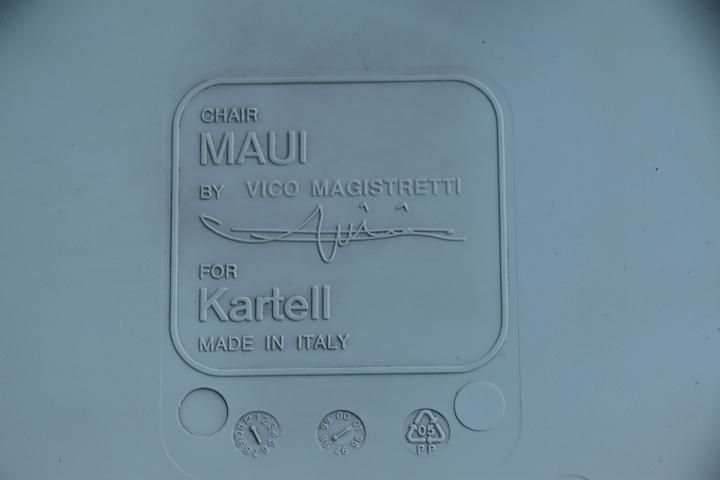 CHAIR
MAUI
BY VICO MAGISTRETTI
FOR
Kartell
MADE IN ITALY
05
PP